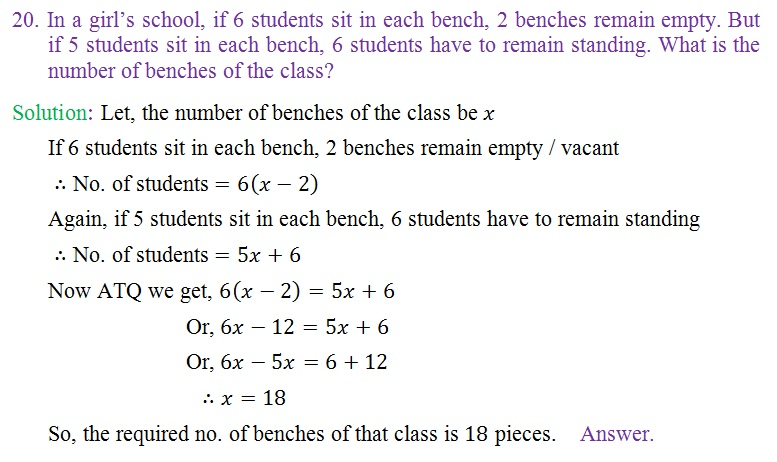 20. In a girl’s school, if 6 students sit in each bench, 2 benches remain empty. But
if 5 students sit in each bench, 6 students have to remain standing. What is the
number of benches of the class?
Solution: Let, the number of benches of the class be x
If 6 students sit in each bench, 2 benches remain empty / vacant
∴ No. of students = 6(x − 2)
Again, if 5 students sit in each bench, 6 students have to remain standing
∴ No. of students = 5x + 6
Now ATQ we get, 6(x − 2) = 5x + 6
Or, 6x − 12 = 5x + 6
Or, 6x − 5x = 6 + 12
∴ x = 18
So, the required no. of benches of that class is 18 pieces. Answer.